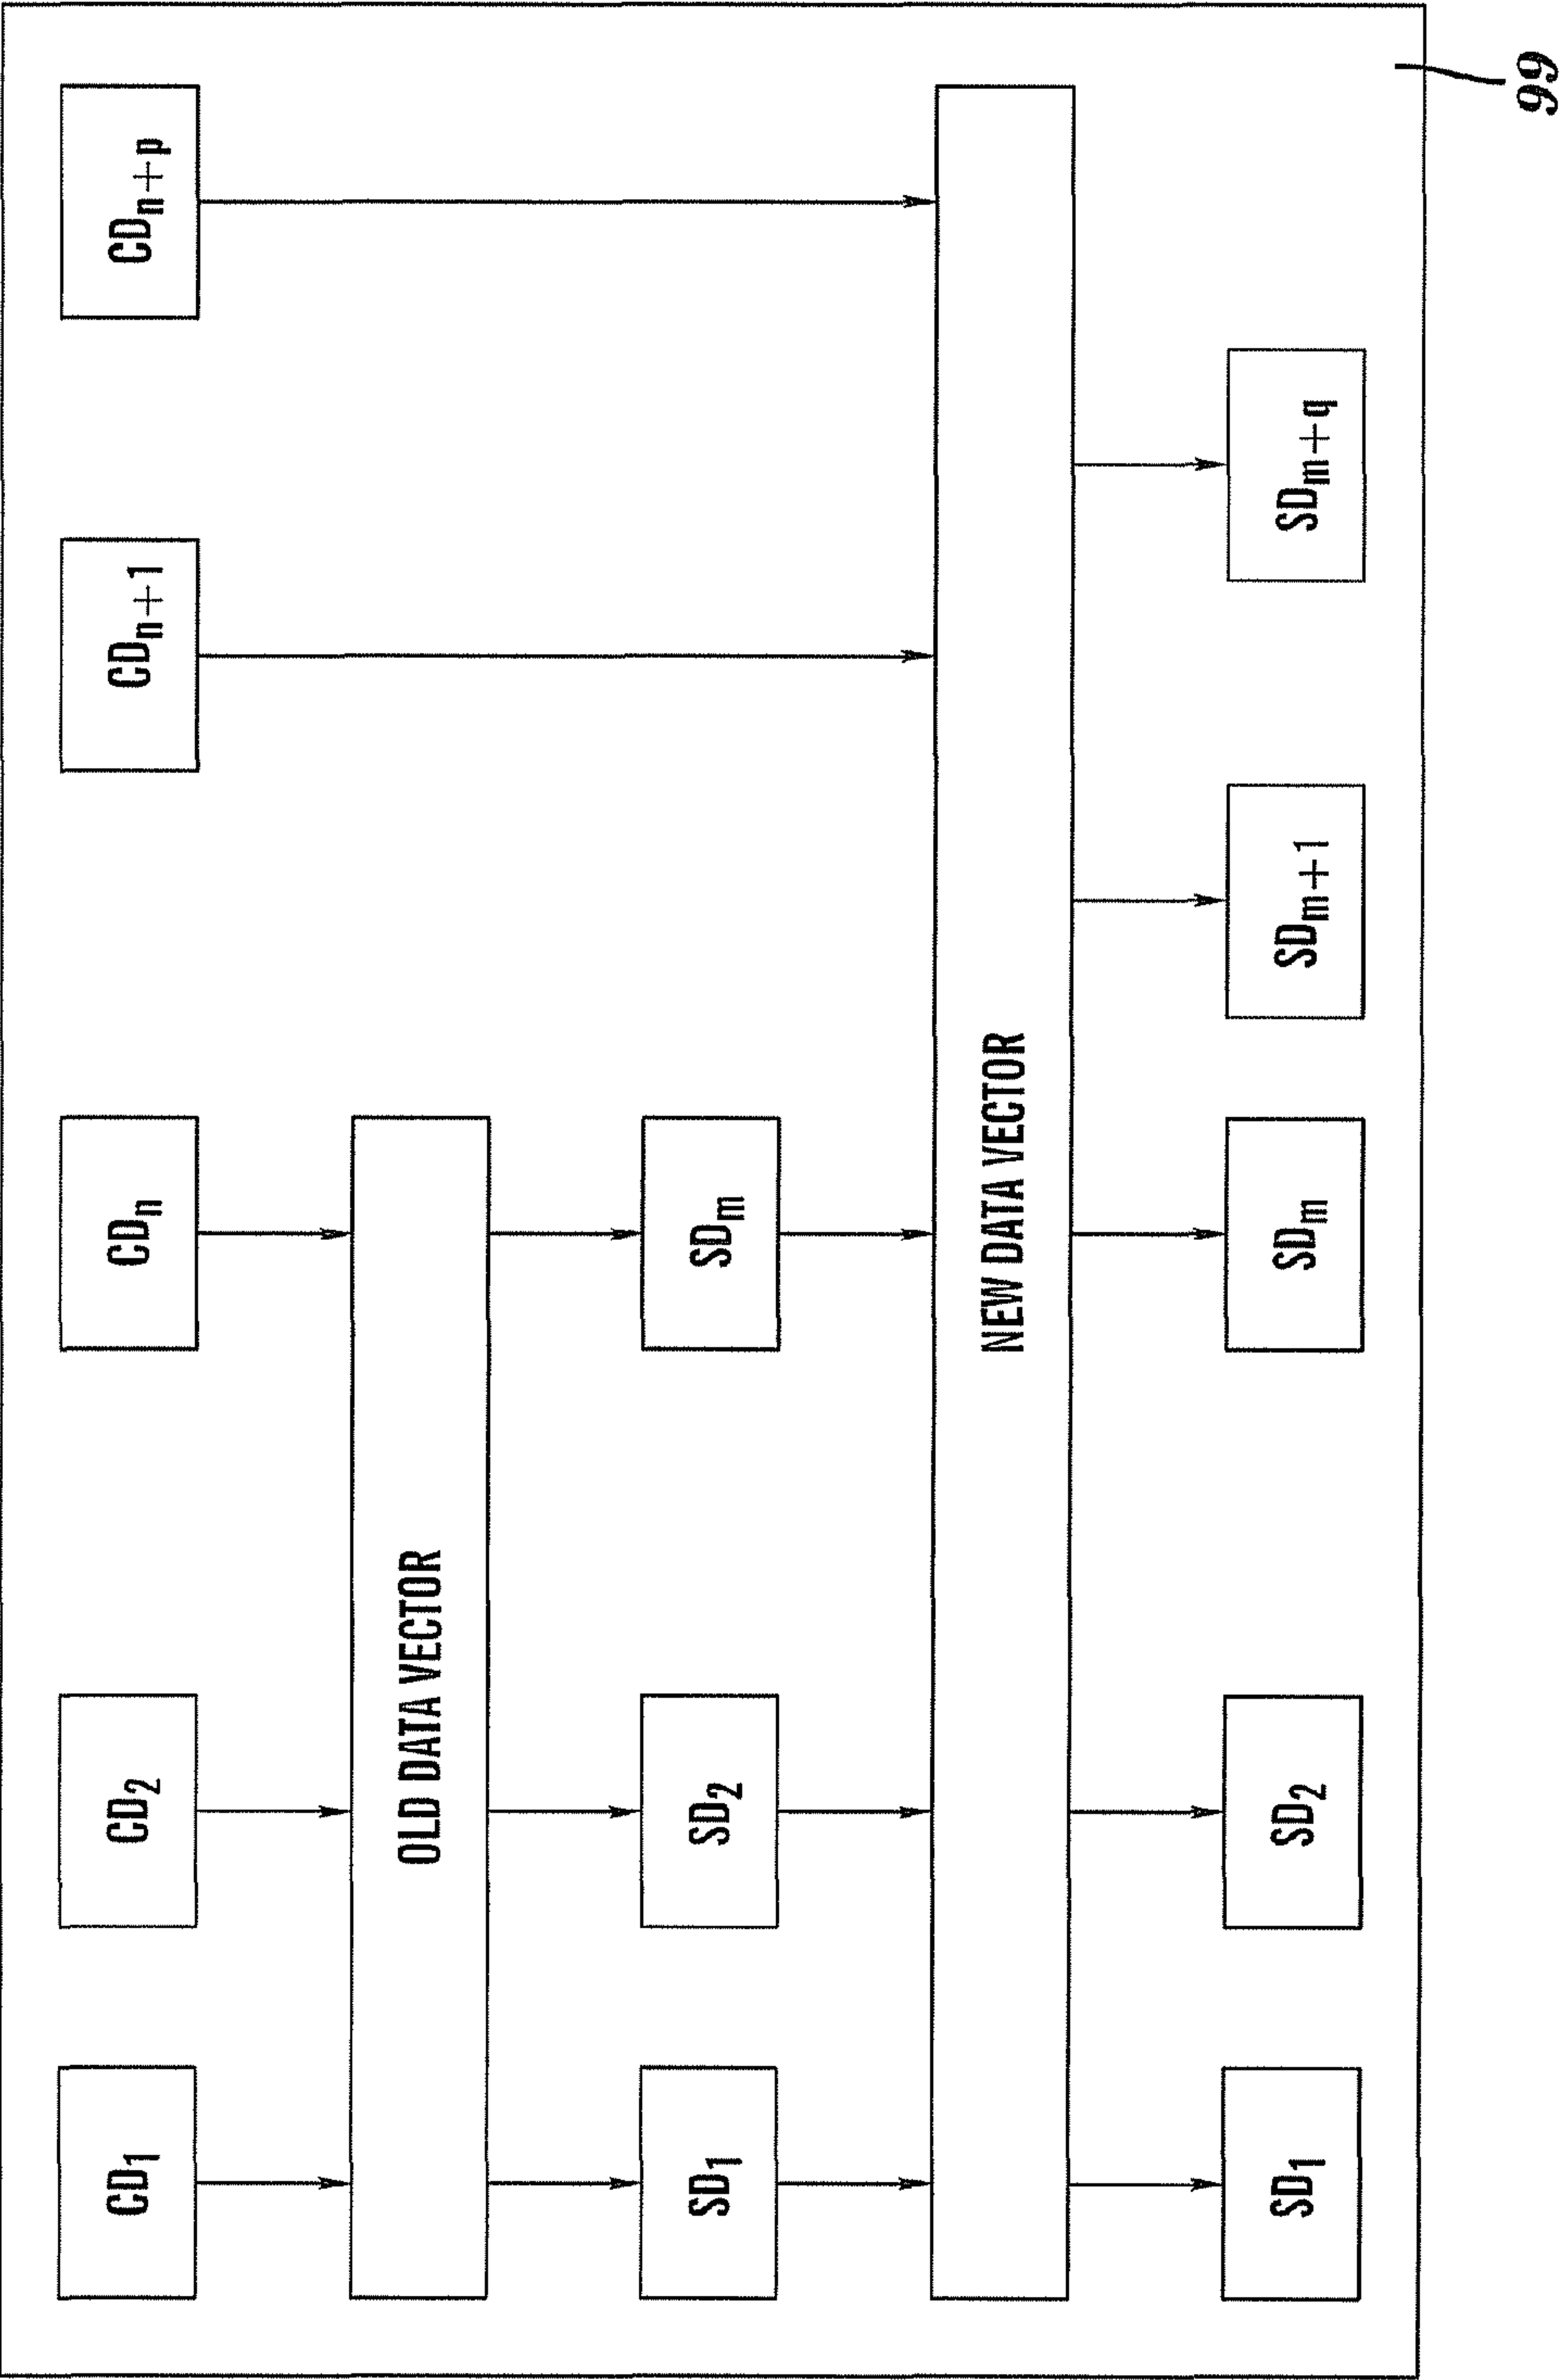 CD₁ CD₂ CDₙ CDₙ₊₁ CDₙ₊ₚ
OLD DATA VECTOR
SD₁ SD₂ SDₘ
NEW DATA VECTOR
SD₁ SD₂ SDₘ SDₘ₊₁ SDₘ₊q
99